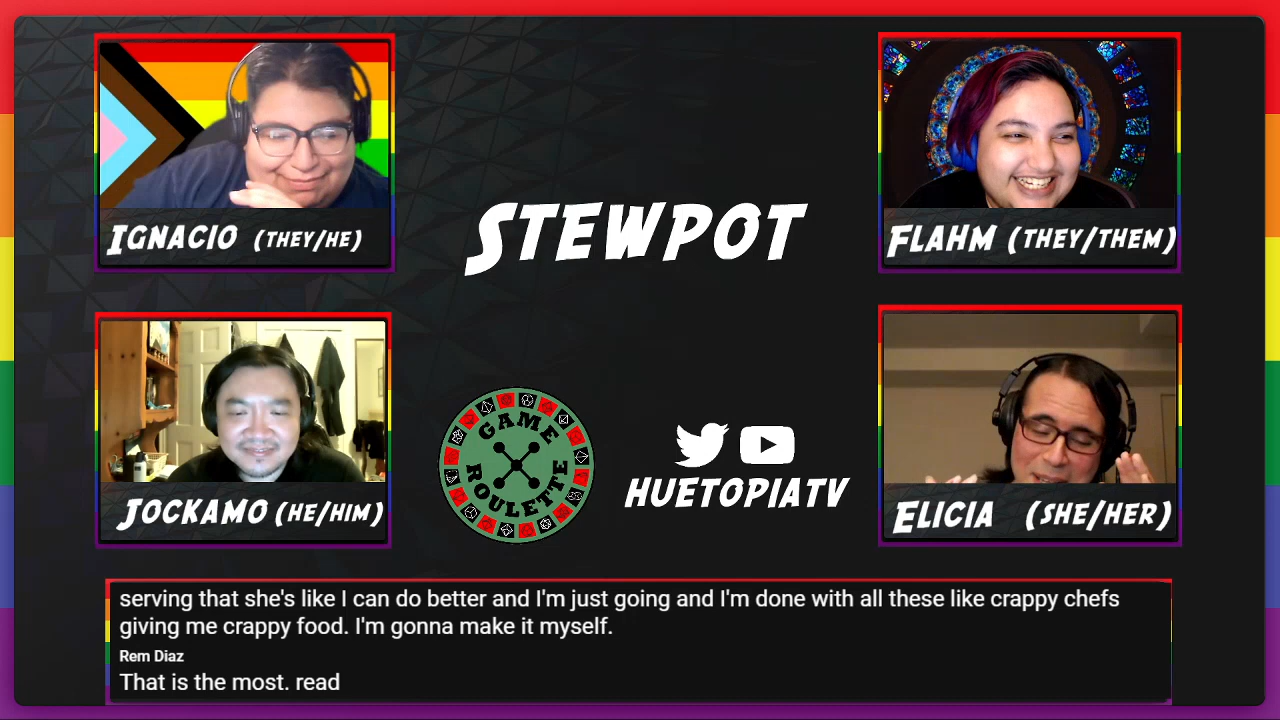 IGNACIO (THEY/HE)
STEWPOT
FLAHM (THEY/THEM)
GAME
ROULETTE
HUETOPIATV
JOCKAMO (HE/HIM)
ELICIA (SHE/HER)
serving that she's like I can do better and I'm just going and I'm done with all these like crappy chefs
giving me crappy food. I'm gonna make it myself.
Rem Diaz
That is the most. read